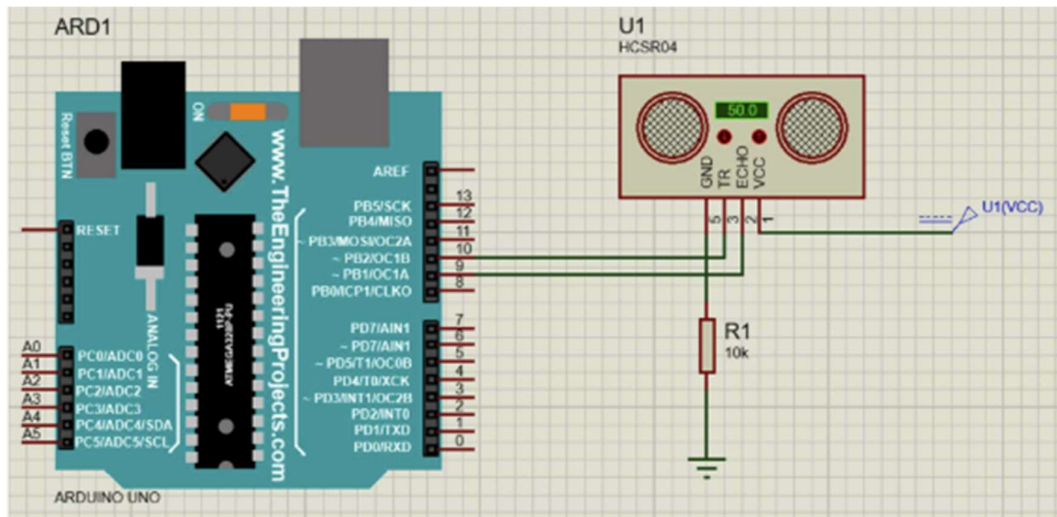 ARD1
ON
Reset BTN
www.TheEngineeringProjects.com
RESET
AREF
PB5/SCK
13
PB4/MISO
12
~ PB3/MOSI/OC2A
11
~ PB2/OC1B
10
~ PB1/OC1A
9
PB0/ICP1/CLKO
8
1121
ATMEGA328P-PU
ANALOG IN
PD7/AIN1
7
~ PD7/AIN1
6
~ PD5/T1/OC0B
5
PD4/T0/XCK
4
~ PD3/INT1/OC2B
3
PD2/INT0
2
PD1/TXD
1
PD0/RXD
0
A0
PC0/ADC0
A1
PC1/ADC1
A2
PC2/ADC2
A3
PC3/ADC3
A4
PC4/ADC4/SDA
A5
PC5/ADC5/SCL
ARDUINO UNO
U1
HCSR04
50.0
GND
TR
ECHO
VCC
5
3
2
1
U1(VCC)
R1
10k